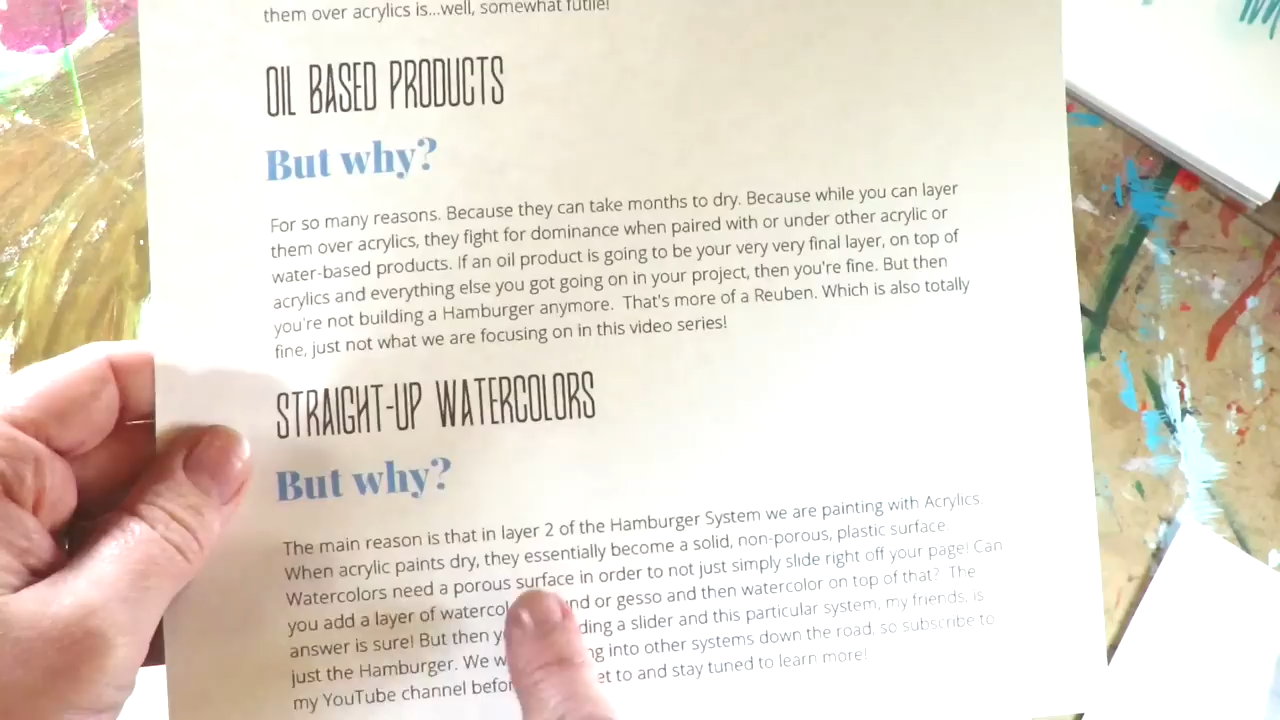 them over acrylics is...well, somewhat futile!
OIL BASED PRODUCTS
But why?
For so many reasons. Because they can take months to dry. Because while you can layer
them over acrylics, they fight for dominance when paired with or under other acrylic or
water-based products. If an oil product is going to be your very very final layer, on top of
acrylics and everything else you got going on in your project, then you're fine. But then
you're not building a Hamburger anymore. That's more of a Reuben. Which is also totally
fine, just not what we are focusing on in this video series!
STRAIGHT-UP WATERCOLORS
But why?
The main reason is that in layer 2 of the Hamburger System we are painting with Acrylics.
When acrylic paints dry, they essentially become a solid, non-porous, plastic surface
Watercolors need a porous surface in order to not just simply slide right off your page! Can
you add a layer of watercol nd or gesso and then watercolor on top of that? The
answer is sure! But then y ding a slider and this particular system, my friends, is
just the Hamburger. We w ng into other systems down the road, so subscribe to
my YouTube channel befor et to and stay tuned to learn more!